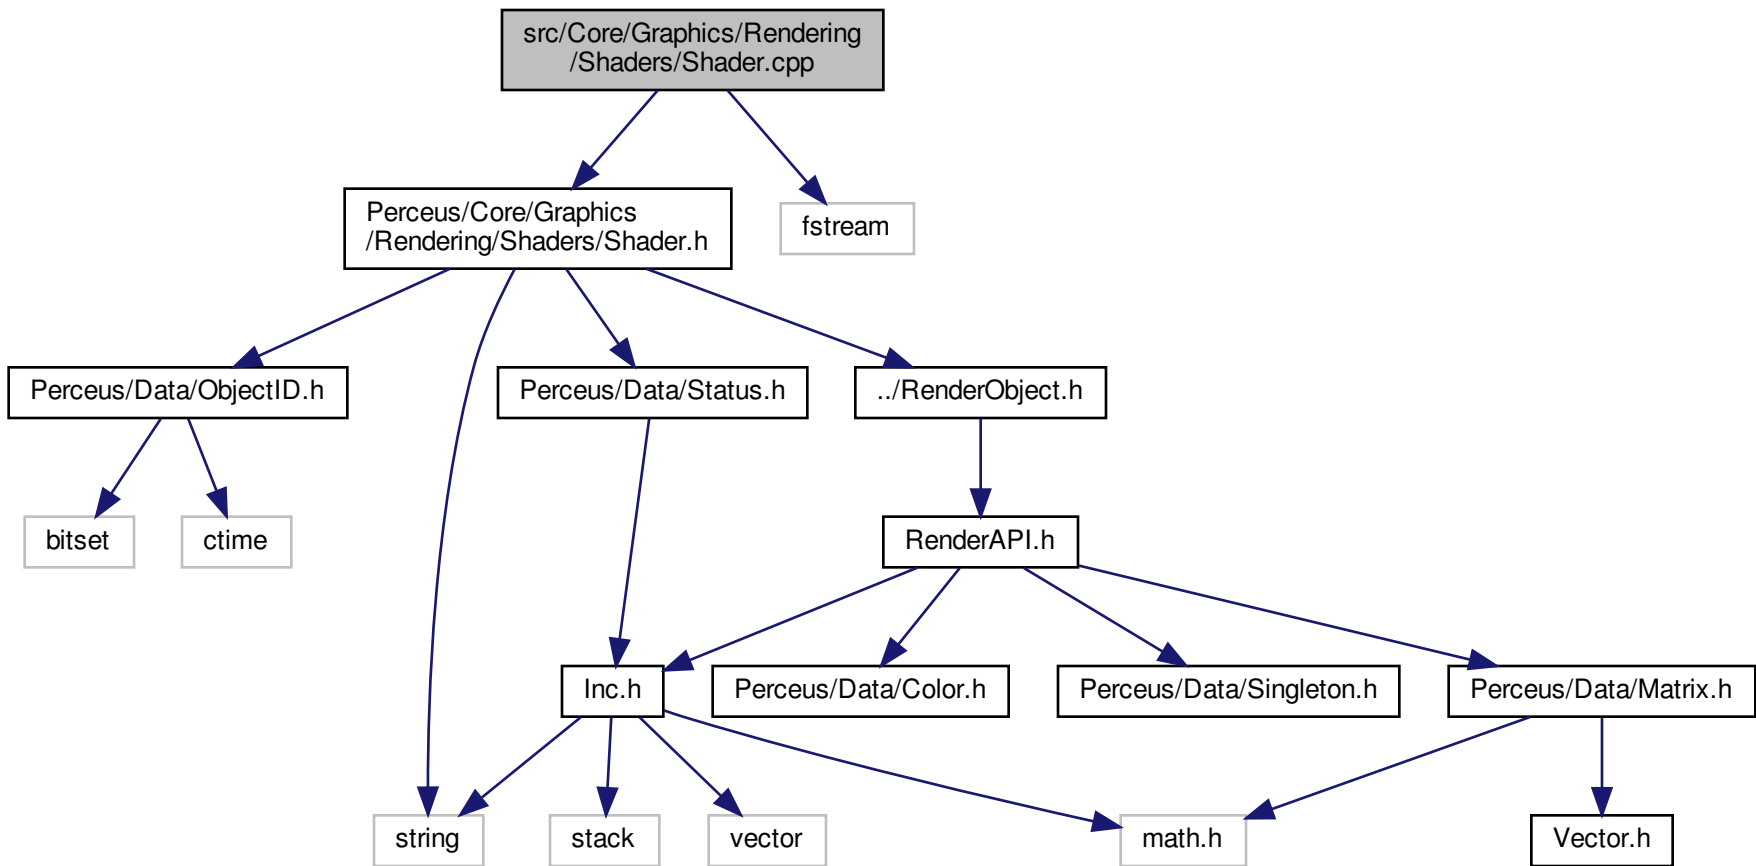 src/Core/Graphics/Rendering
/Shaders/Shader.cpp
Perceus/Core/Graphics
/Rendering/Shaders/Shader.h
fstream
Perceus/Data/ObjectID.h
Perceus/Data/Status.h
../RenderObject.h
bitset
ctime
RenderAPI.h
Inc.h
Perceus/Data/Color.h
Perceus/Data/Singleton.h
Perceus/Data/Matrix.h
string
stack
vector
math.h
Vector.h